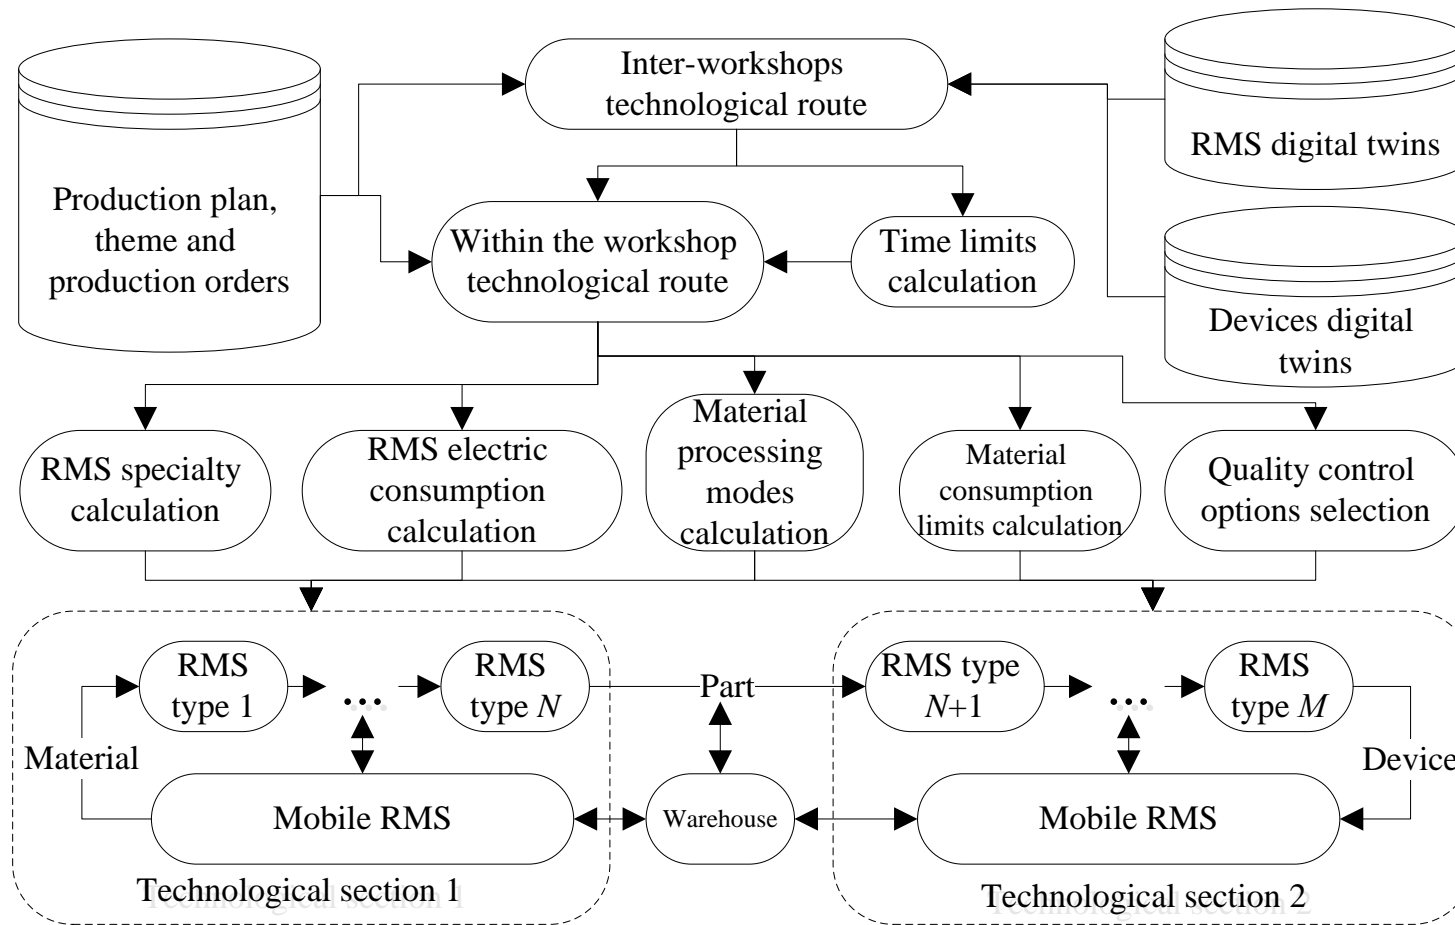 Inter-workshops
technological route
RMS digital twins
Production plan,
theme and
production orders
Within the workshop
technological route
Time limits
calculation
Devices digital
twins
RMS specialty
calculation
RMS electric
consumption
calculation
Material
processing
modes
calculation
Material
consumption
limits calculation
Quality control
options selection
RMS
type 1
...
RMS
type N
Part
RMS type
N+1
...
RMS
type M
Material
Device
Mobile RMS
Warehouse
Mobile RMS
Technological section 1
Technological section 2